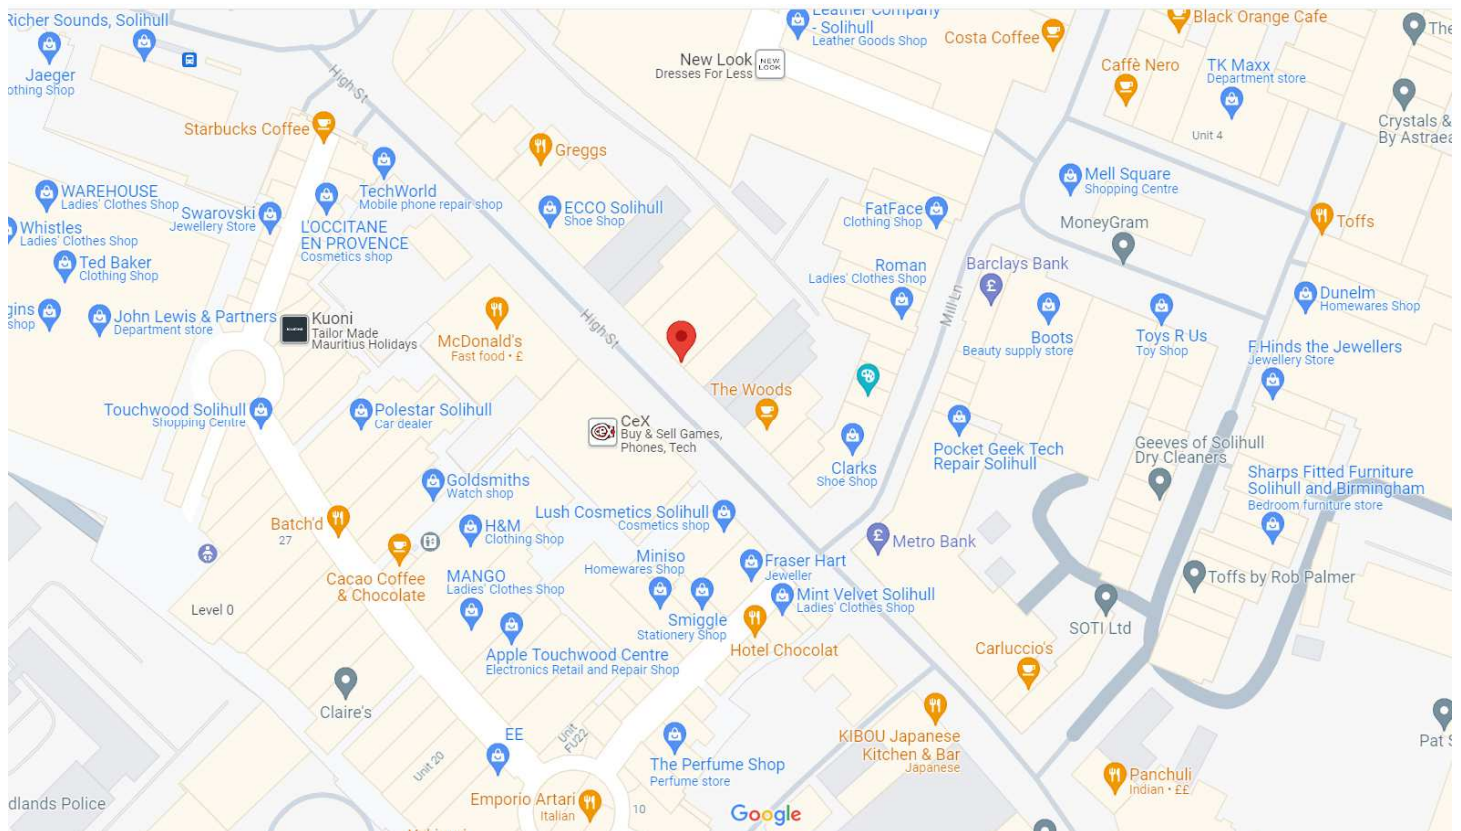 Richer Sounds, Solihull
Jaeger
othing Shop
Starbucks Coffee
High St
New Look
Dresses For Less
NEW
LOOK
Leather Company
- Solihull
Leather Goods Shop
Costa Coffee
Black Orange Cafe
The
Caffè Nero
TK Maxx
Department store
Unit 4
Crystals &
By Astraea
Greggs
TechWorld
Mobile phone repair shop
ECCO Solihull
Shoe Shop
WAREHOUSE
Ladies' Clothes Shop
Swarovski
Jewellery Store
L'OCCITANE
EN PROVENCE
Cosmetics shop
Whistles
Ladies' Clothes Shop
Ted Baker
Clothing Shop
gins
shop
John Lewis & Partners
Department store
Kuoni
Tailor Made
Mauritius Holidays
McDonald's
Fast food • £
High St
FatFace
Clothing Shop
Roman
Ladies' Clothes Shop
Mill Ln
Mell Square
Shopping Centre
MoneyGram
Barclays Bank
Toffs
Dunelm
Homewares Shop
Boots
Beauty supply store
Toys R Us
Toy Shop
F.Hinds the Jewellers
Jewellery Store
The Woods
Touchwood Solihull
Shopping Centre
Polestar Solihull
Car dealer
CeX
Buy & Sell Games,
Phones, Tech
Clarks
Shoe Shop
Pocket Geek Tech
Repair Solihull
Geeves of Solihull
Dry Cleaners
Sharps Fitted Furniture
Solihull and Birmingham
Bedroom furniture store
Goldsmiths
Watch shop
Lush Cosmetics Solihull
Cosmetics shop
Batch'd
27
H&M
Clothing Shop
Metro Bank
Cacao Coffee
& Chocolate
MANGO
Ladies' Clothes Shop
Miniso
Homewares Shop
Fraser Hart
Jeweller
Mint Velvet Solihull
Ladies' Clothes Shop
Smiggle
Stationery Shop
Toffs by Rob Palmer
Level 0
SOTI Ltd
Hotel Chocolat
Carluccio's
Apple Touchwood Centre
Electronics Retail and Repair Shop
Claire's
EE
Unit
FU22
Unit 20
KIBOU Japanese
Kitchen & Bar
Japanese
Pat S
The Perfume Shop
Perfume store
Panchuli
Indian • ££
dlands Police
Emporio Artari
Italian
10
Google